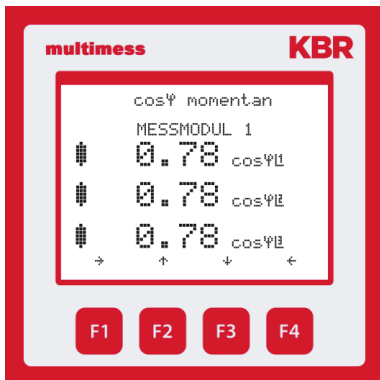 multimess KBR
cosφ momentan
MESSMODUL 1
0.78 cosφL1
0.78 cosφL2
0.78 cosφL3
→ ↑ ↓ ←
F1 F2 F3 F4